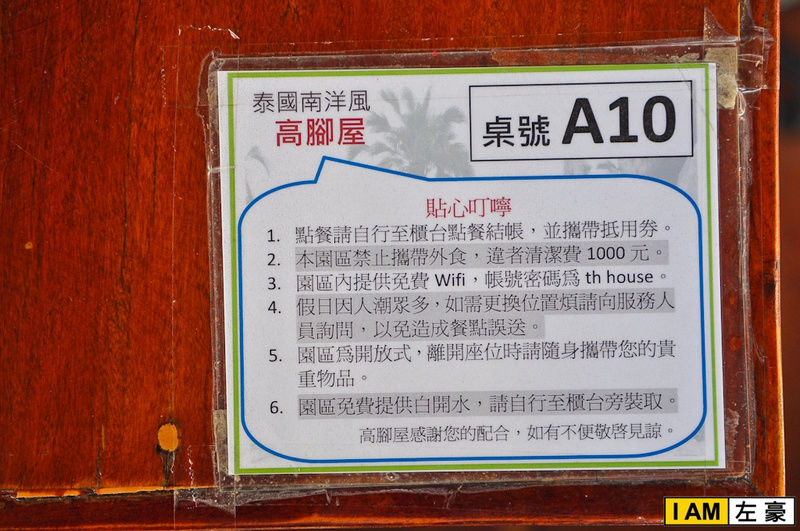 泰國南洋風
高腳屋
桌號 A10
貼心叮嚀
1. 點餐請自行至櫃台點餐結帳，並攜帶抵用券。
2. 本園區禁止攜帶外食，違者清潔費 1000 元。
3. 園區內提供免費 Wifi，帳號密碼為 th house。
4. 假日因人潮眾多，如需更換位置煩請向服務人
員詢問，以免造成餐點誤送。
5. 園區為開放式，離開座位時請隨身攜帶您的貴
重物品。
6. 園區免費提供白開水，請自行至櫃台旁裝取。
高腳屋感謝您的配合，如有不便敬啓見諒。
I AM 左豪